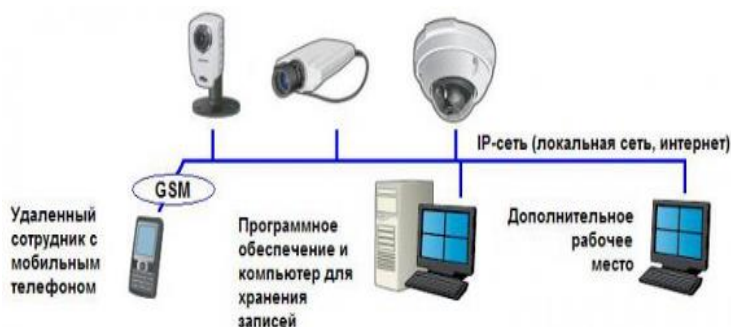 IP-сеть (локальная сеть, интернет)
GSM
Удаленный
сотрудник с
мобильным
телефоном
Программное
обеспечение и
компьютер для
хранения
записей
Дополнительное
рабочее
место